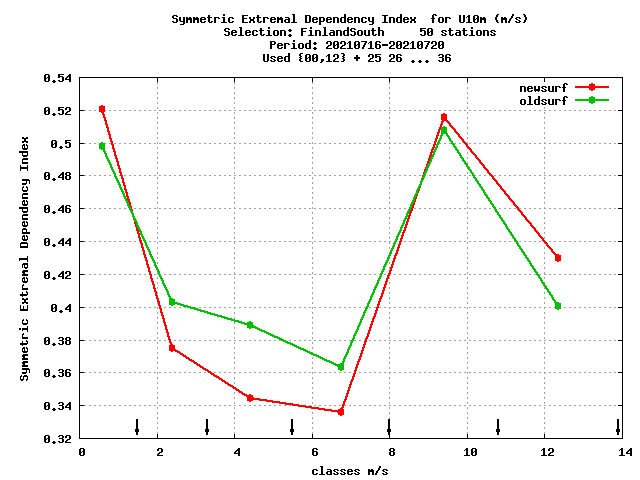 Symmetric Extremal Dependency Index  for U10m (m/s)
Selection: FinlandSouth     50 stations
Period: 20210716-20210720
Used {00,12} + 25 26 ... 36
newsurf
oldsurf
Symmetric Extremal Dependency Index
0.54
0.52
0.5
0.48
0.46
0.44
0.42
0.4
0.38
0.36
0.34
0.32
0 2 4 6 8 10 12 14
classes m/s